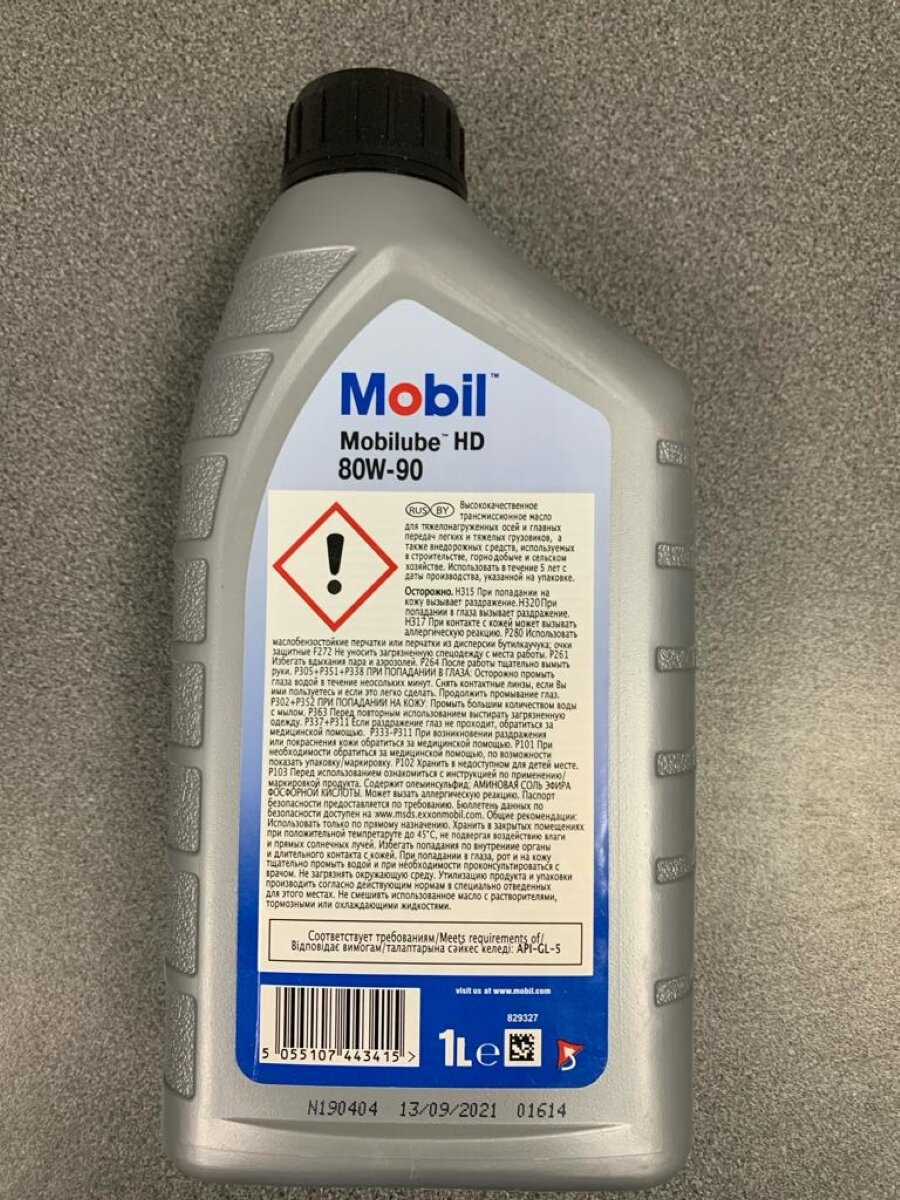 Mobil™
Mobilube™ HD
80W-90
RUS BY Высококачественное
трансмиссионное масло
для тяжелонагруженных осей и главных
передач легких и тяжелых грузовиков, а
также внедорожных средств, используемых
в строительстве, горнодобыче и сельском
хозяйстве. Использовать в течение 5 лет с
даты производства, указанной на упаковке.
Осторожно. H315 При попадании на
кожу вызывает раздражение.H320При
попадании в глаза вызывает раздражение.
H317 При контакте с кожей может вызывать
аллергическую реакцию. P280 Использовать
маслобензостойкие перчатки или перчатки из дисперсии бутилкаучука; очки
защитные F272 Не уносить загрязненную спецодежду с места работы. P261
Избегать вдыхания пара и аэрозолей. P264 После работы тщательно вымыть
руки. P305+P351+P338 ПРИ ПОПАДАНИИ В ГЛАЗА: Осторожно промыть
глаза водой в течение неосольких минут. Снять контактные линзы, если Вы
ими пользуетесь и если это легко сделать. Продолжить промывание глаз.
P302+P352 ПРИ ПОПАДАНИИ НА КОЖУ: Промыть большим количеством воды
с мылом. P363 Перед повторным использованием выстирать загрязненную
одежду. P337+P311 Если раздражение глаз не проходит, обратиться за
медицинской помощью. P333-P311 При возникновении раздражения
или покраснения кожи обратиться за медицинской помощью. P101 При
необходимости обратиться за медицинской помощью, по возможности
показать упаковку/маркировку. P102 Хранить в недоступном для детей месте.
P103 Перед использованием ознакомиться с инструкцией по применению/
маркировкой продукта. Содержит олеинсульфид; АМИНОВАЯ СОЛЬ ЭФИРА
ФОСФОРНОЙ КИСЛОТЫ. Может вызать аллергическую реакцию. Паспорт
безопасности предоставляется по требованию. Бюллетень данных по
безопасности доступен на www.msds.exxonmobil.com. Общие рекомендации:
Использовать только по прямому назначению. Хранить в закрытых помещениях
при положительной темпретаруте до 45°C, не подвергая воздействию влаги
и прямых солнечных лучей. Избегать попадания по внутренние органы
и длительного контакта с кожей. При попадании в глаза, рот и на кожу
тщательно промыть водой и при необходимости проконсультироваться с
врачом. Не загрязнять окружающую среду. Утилизацию продукта и упаковки
производить согласно действующим нормам в специально отведенных
для этого местах. Не смешивть использованное масло с растворителями,
тормозными или охлаждающими жидкостями.
Соответствует требованиям/Meets requirements of/
Відповідає вимогам/талаптарына сәйкес келеді: API-GL-5
visit us at www.mobil.com
829327
5 055107 443415 >
1L e
N190404 13/09/2021 01614